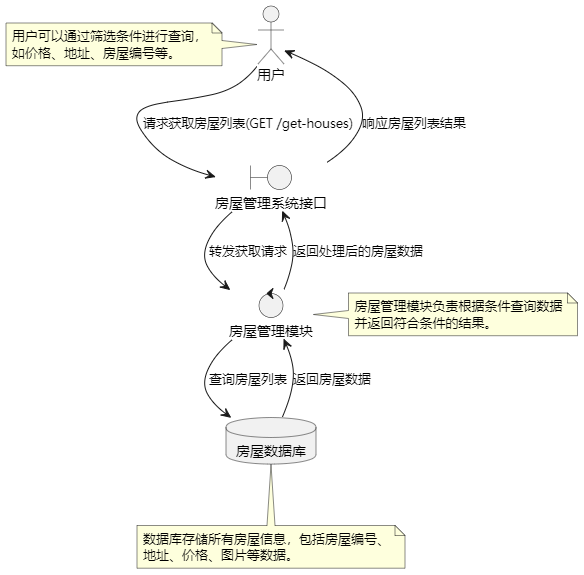 用户可以通过筛选条件进行查询，
如价格、地址、房屋编号等。
用户
请求获取房屋列表(GET /get-houses)
响应房屋列表结果
房屋管理系统接口
转发获取请求
返回处理后的房屋数据
房屋管理模块负责根据条件查询数据
并返回符合条件的结果。
房屋管理模块
查询房屋列表
返回房屋数据
房屋数据库
数据库存储所有房屋信息，包括房屋编号、
地址、价格、图片等数据。